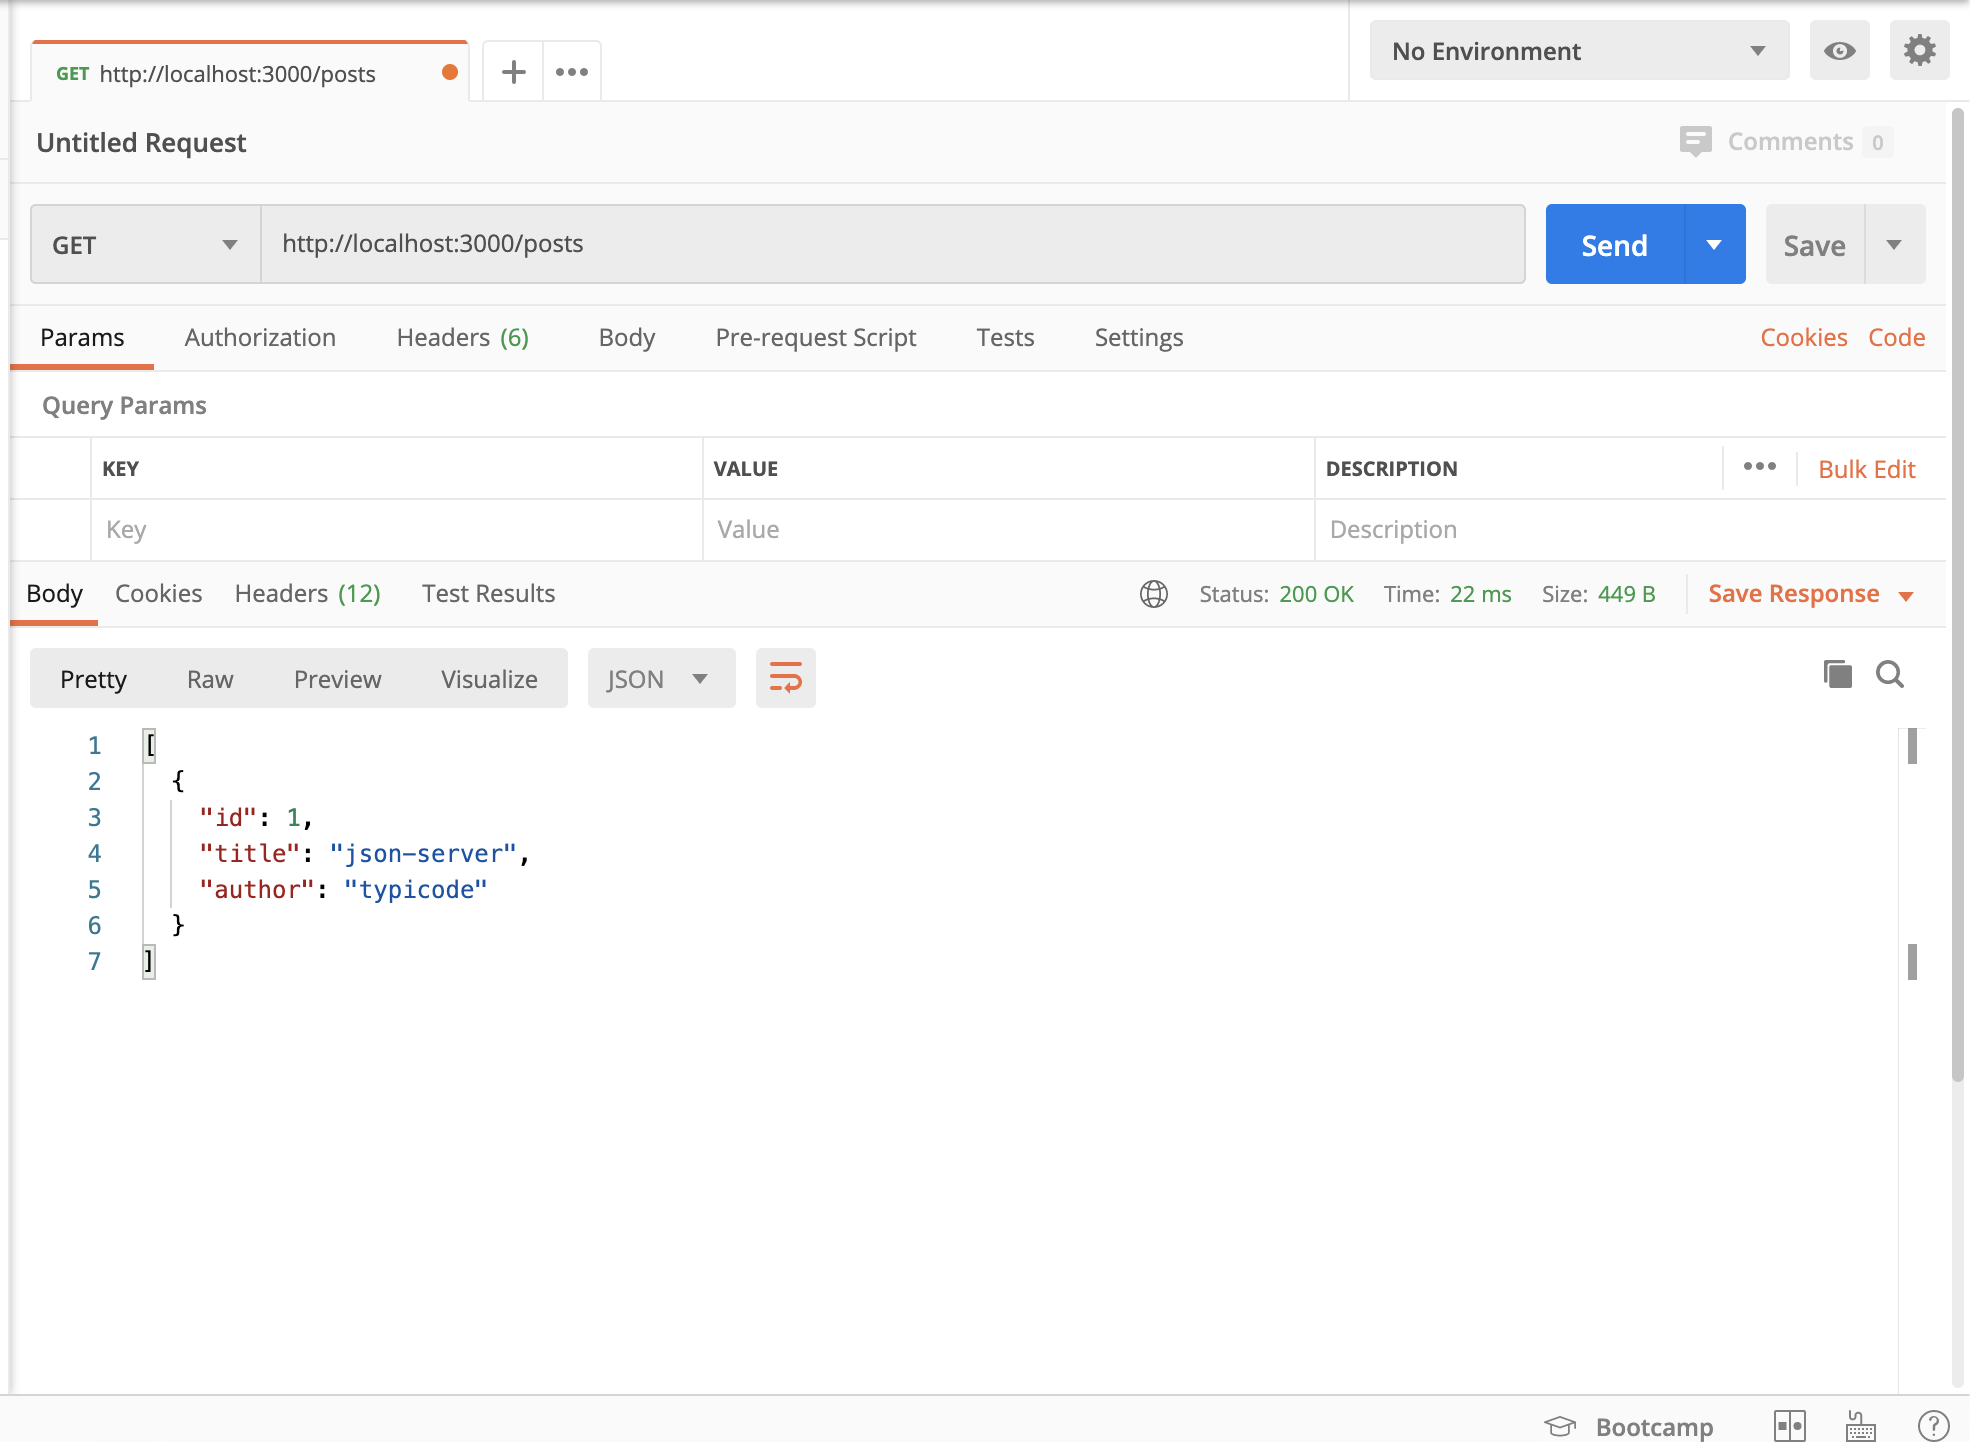 GET http://localhost:3000/posts
No Environment
Untitled Request
Comments 0
GET http://localhost:3000/posts Send Save
Params Authorization Headers (6) Body Pre-request Script Tests Settings Cookies Code
Query Params
KEY VALUE DESCRIPTION Bulk Edit
Key Value Description
Body Cookies Headers (12) Test Results Status: 200 OK Time: 22 ms Size: 449 B Save Response
Pretty Raw Preview Visualize JSON
1 [
2 {
3 "id": 1,
4 "title": "json-server",
5 "author": "typicode"
6 }
7 ]
Bootcamp